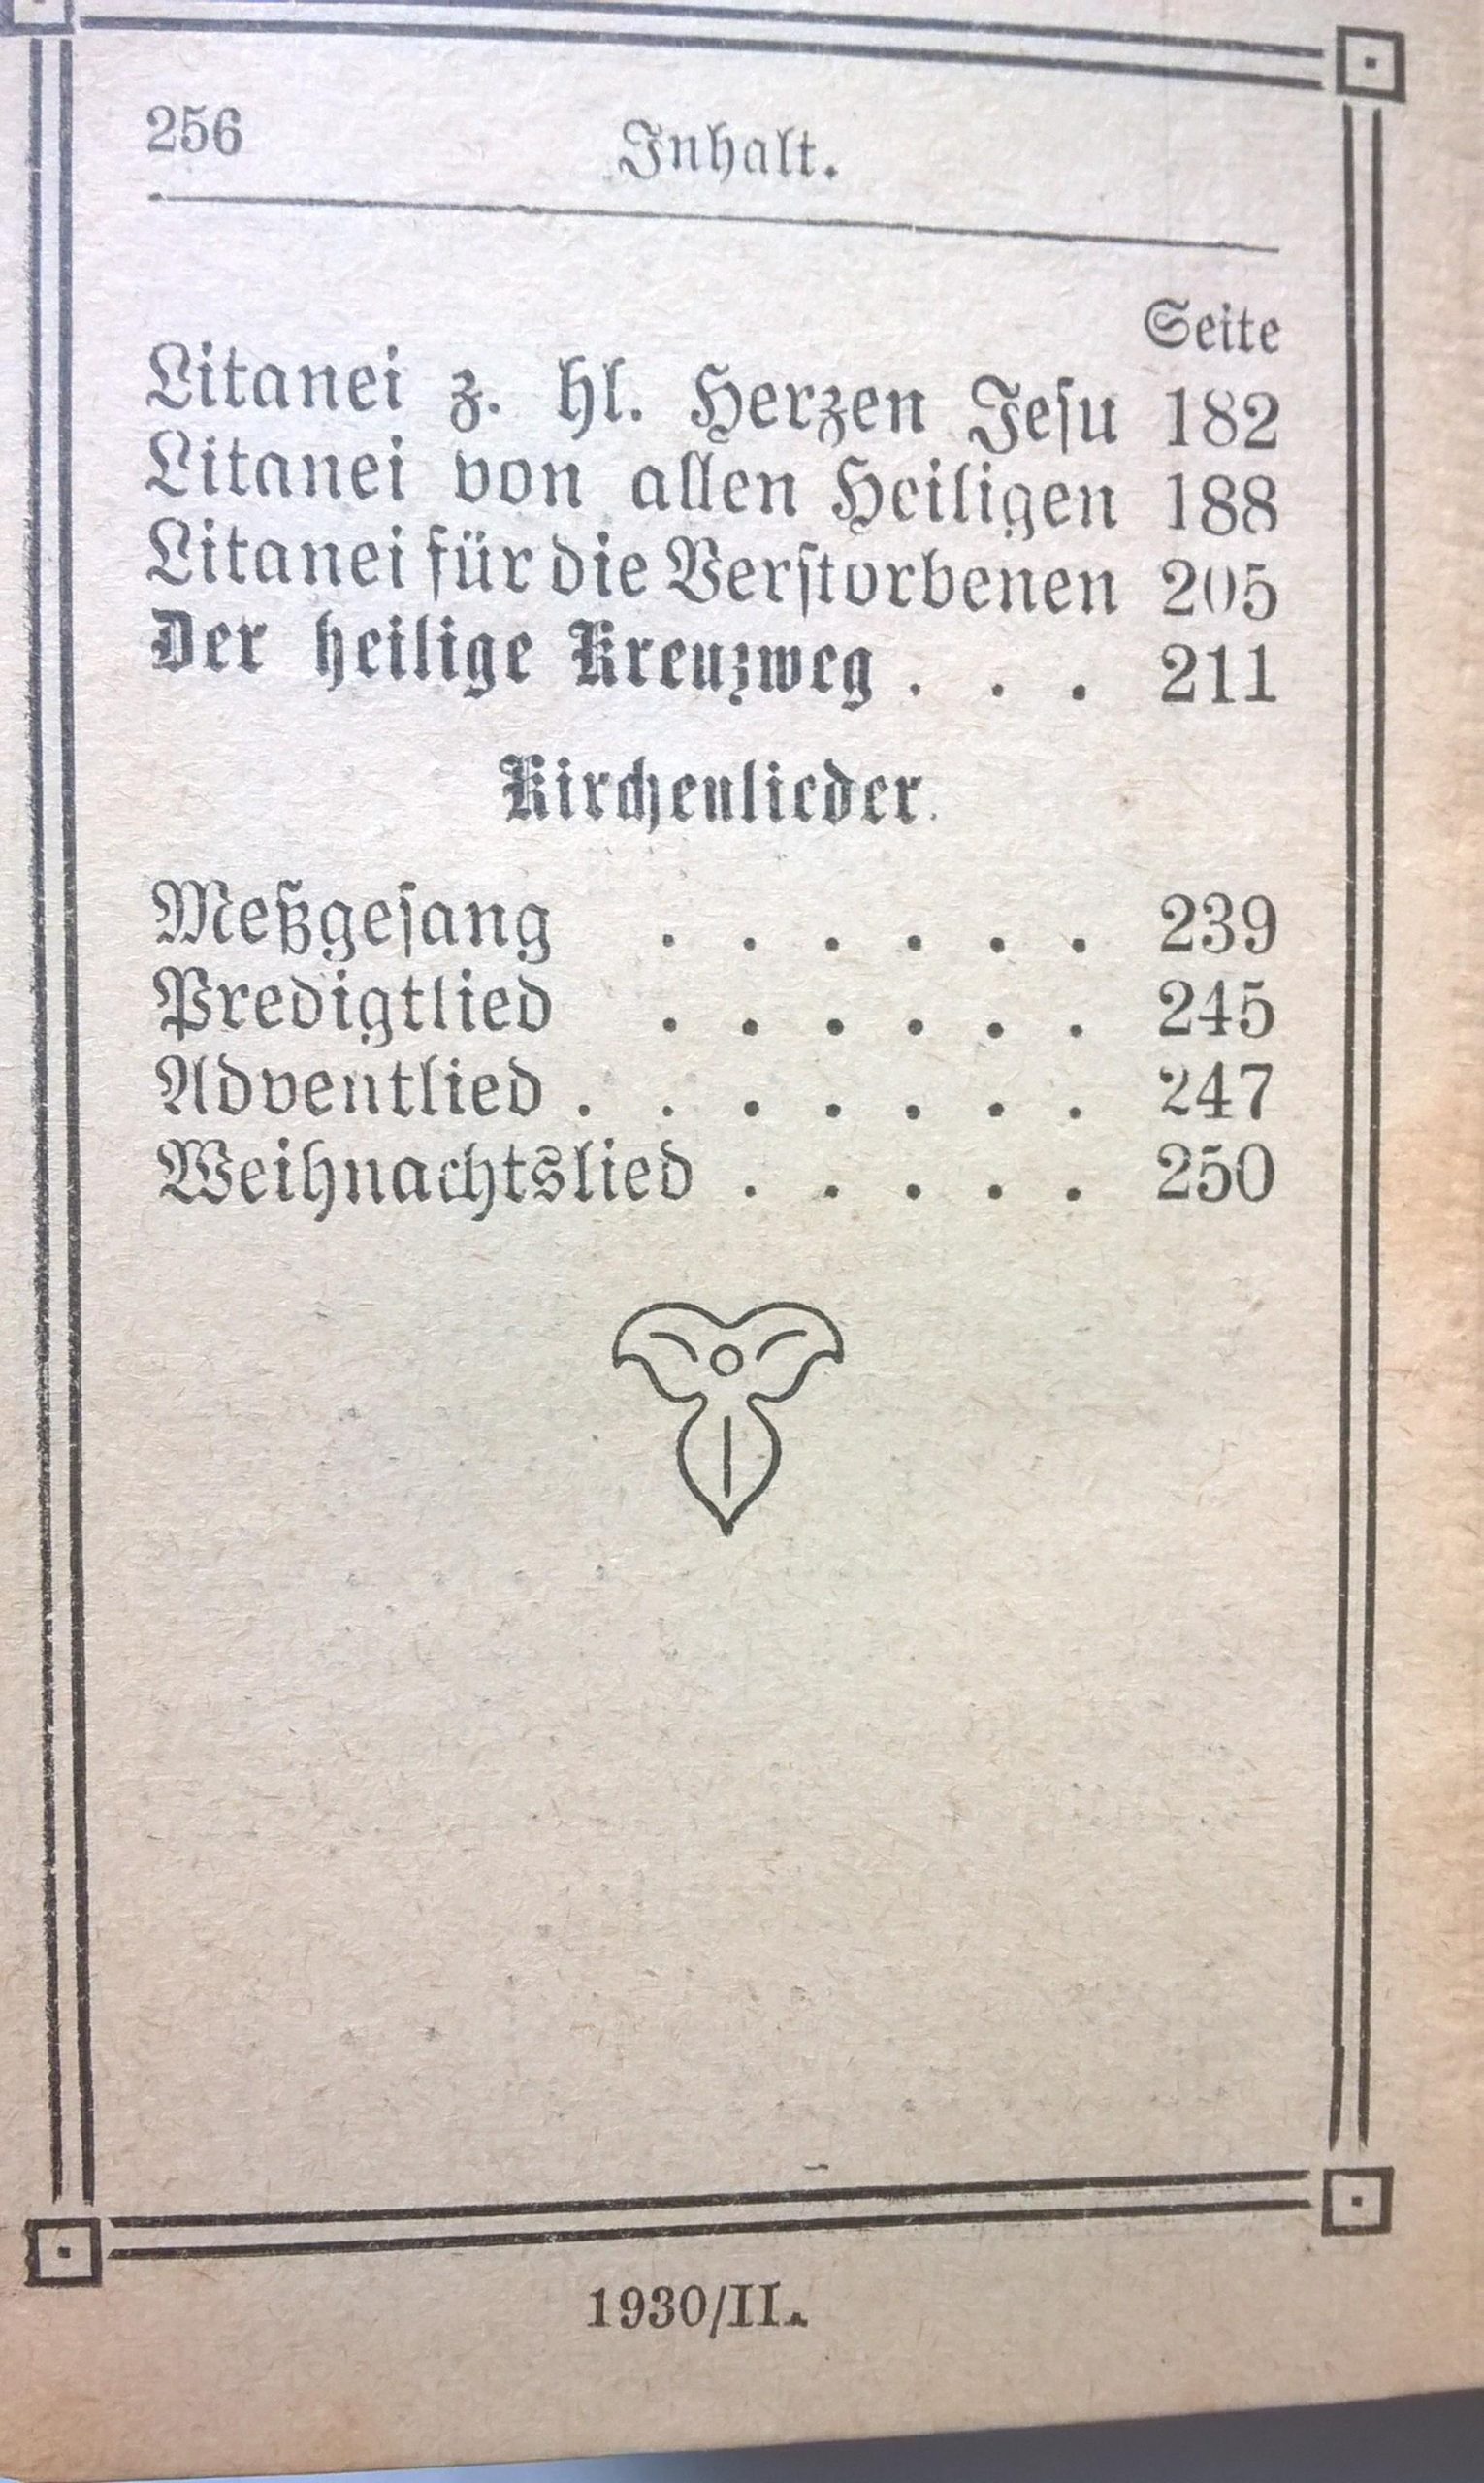 256
Inhalt.
Seite
Litanei z. hl. Herzen Jeſu 182
Litanei von allen Heiligen 188
Litanei für die Verſtorbenen 205
Der heilige Kreuzweg . . . 211
Kirchenlieder.
Meßgeſang . . . . . . 239
Predigtlied . . . . . . 245
Adventlied . . . . . . . 247
Weihnachtslied . . . . . 250
1930/II.